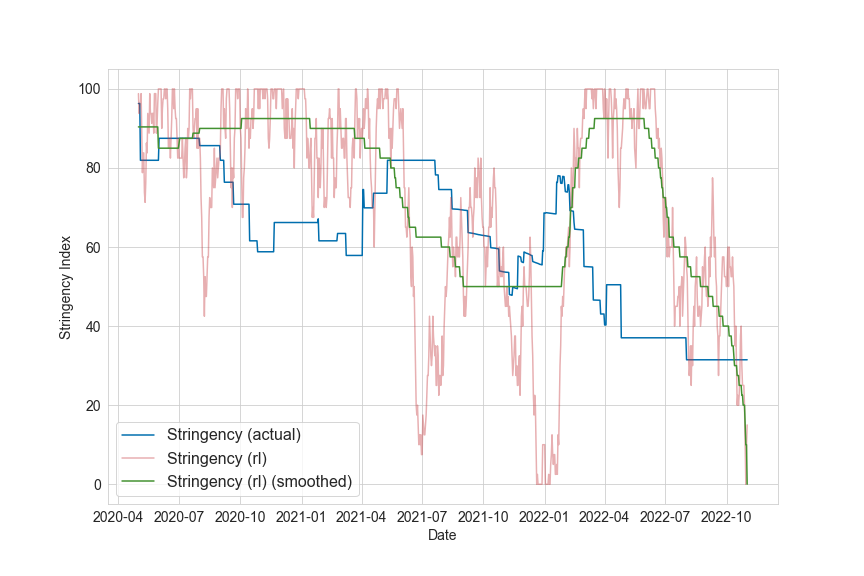 100
80
60
40
20
0
Stringency Index
Stringency (actual)
Stringency (rl)
Stringency (rl) (smoothed)
2020-04 2020-07 2020-10 2021-01 2021-04 2021-07 2021-10 2022-01 2022-04 2022-07 2022-10
Date